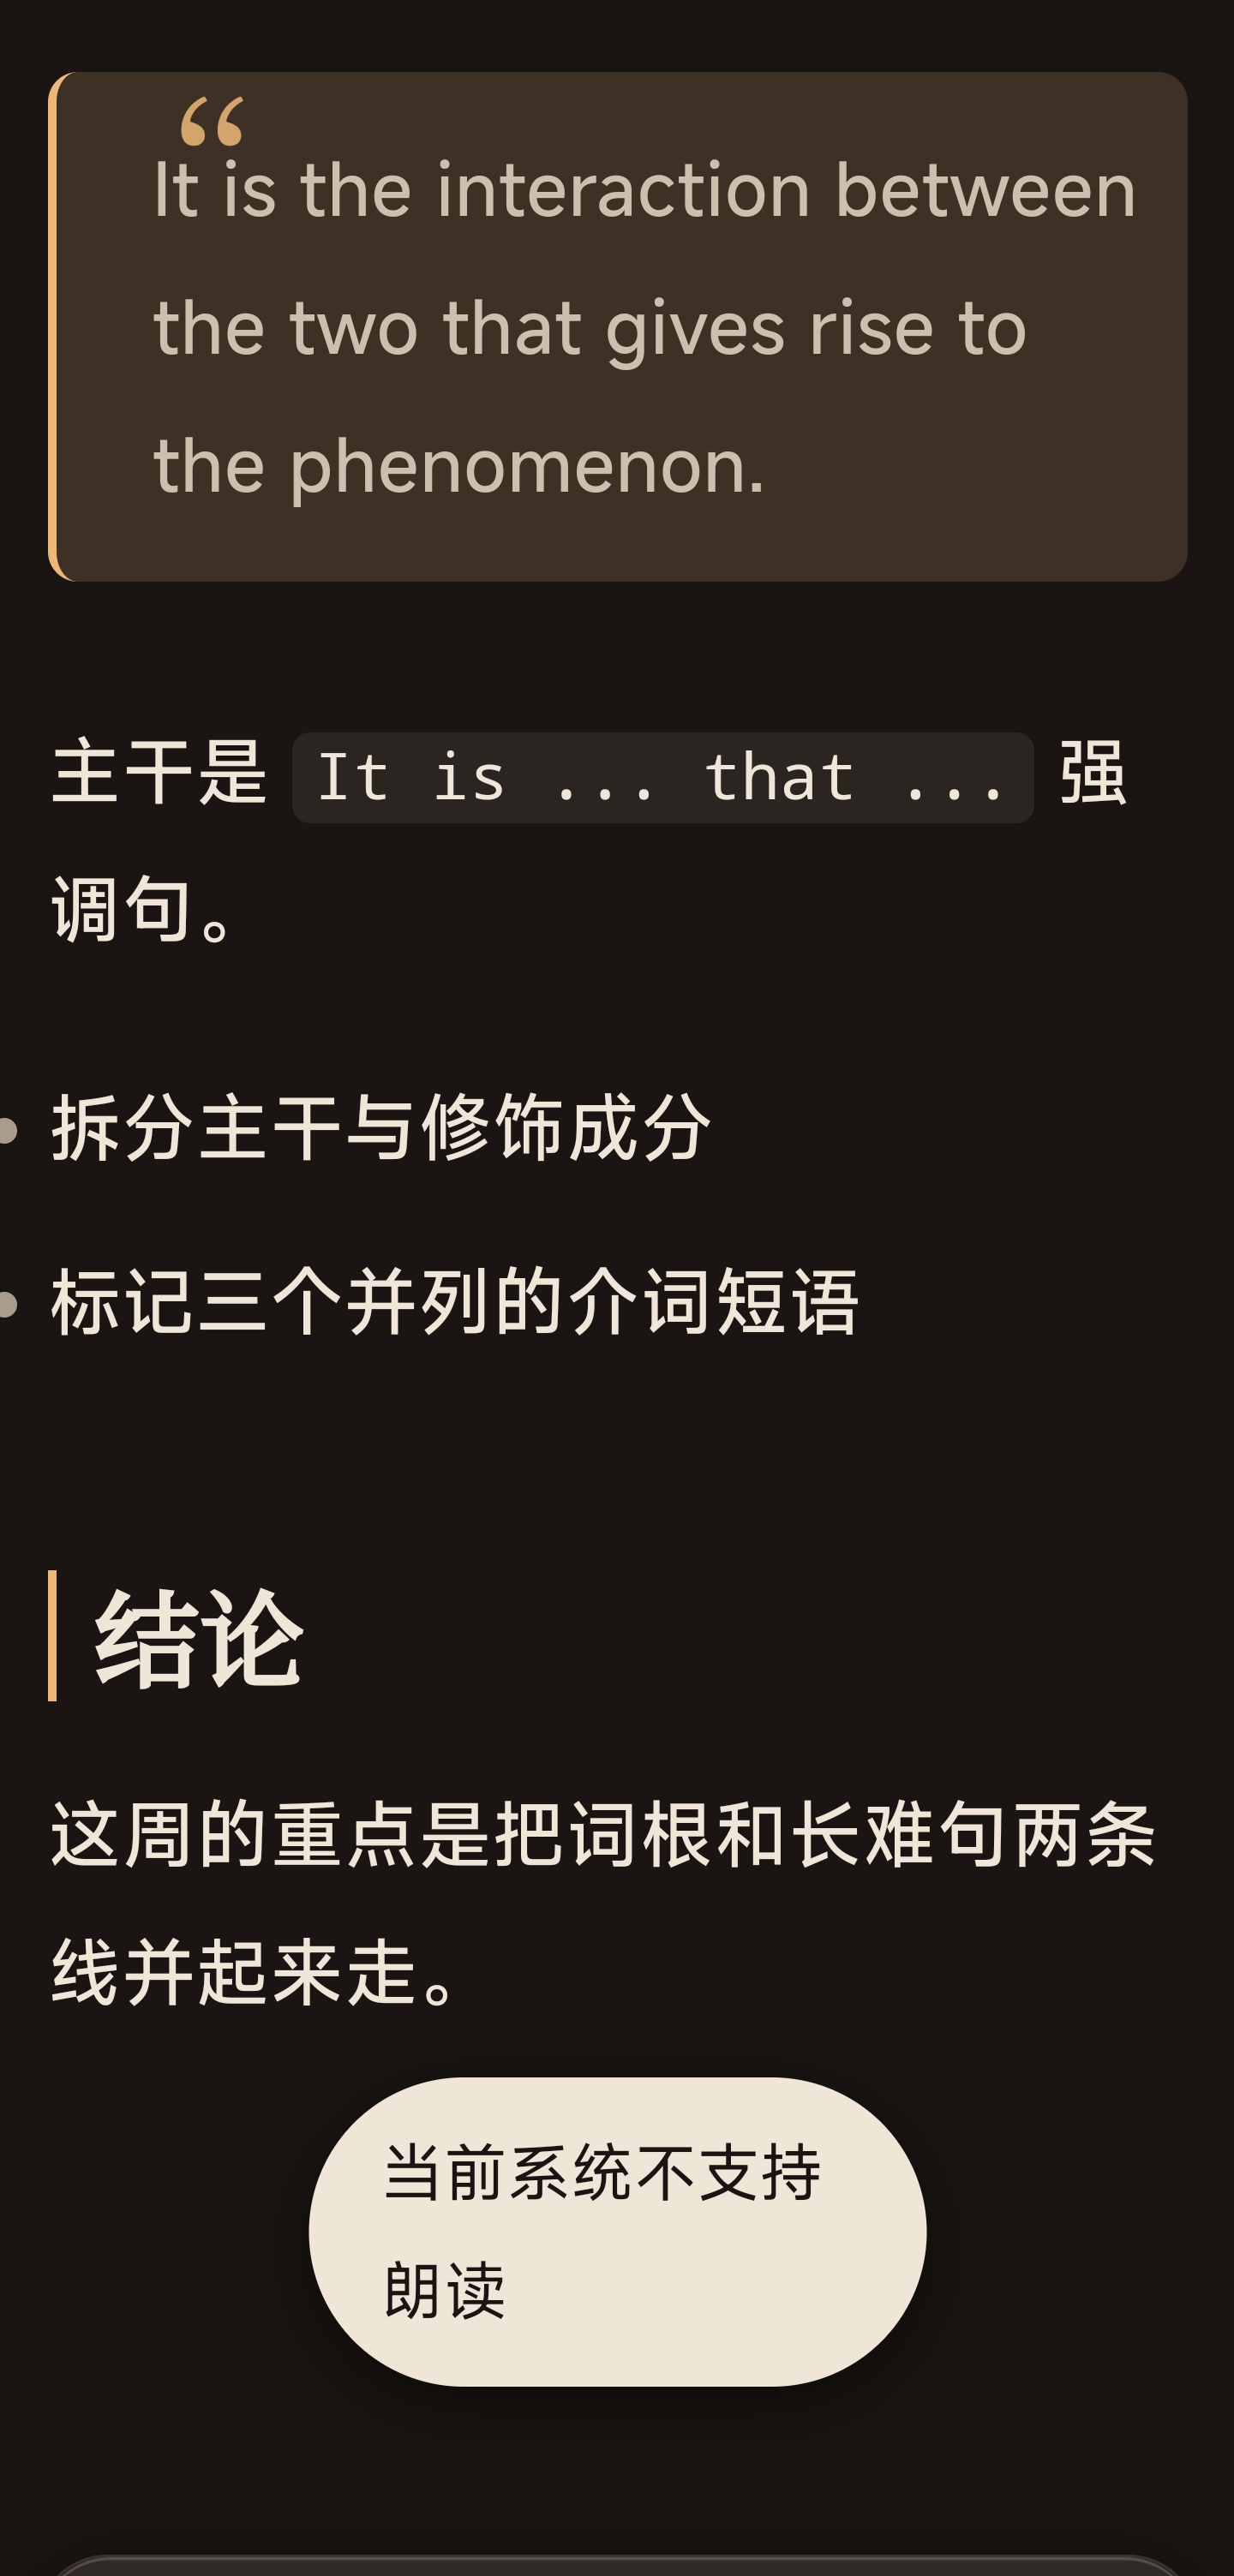 “
It is the interaction between
the two that gives rise to
the phenomenon.
主干是 It is ... that ... 强
调句。
• 拆分主干与修饰成分
• 标记三个并列的介词短语
结论
这周的重点是把词根和长难句两条
线并起来走。
当前系统不支持
朗读